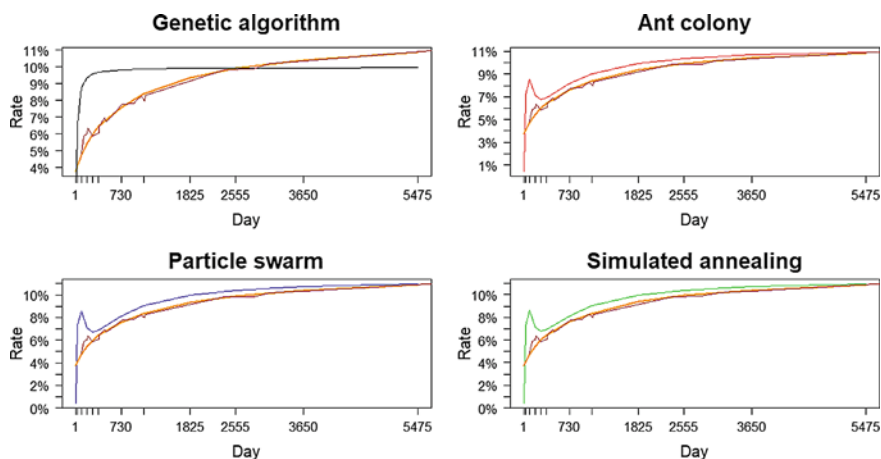 Genetic algorithm
11%
10%
9%
8%
7%
6%
5%
4%
Rate
1 730 1825 2555 3650 5475
Day
Ant colony
11%
9%
7%
5%
3%
1%
Rate
1 730 1825 2555 3650 5475
Day
Particle swarm
10%
8%
6%
4%
2%
0%
Rate
1 730 1825 2555 3650 5475
Day
Simulated annealing
10%
8%
6%
4%
2%
0%
Rate
1 730 1825 2555 3650 5475
Day